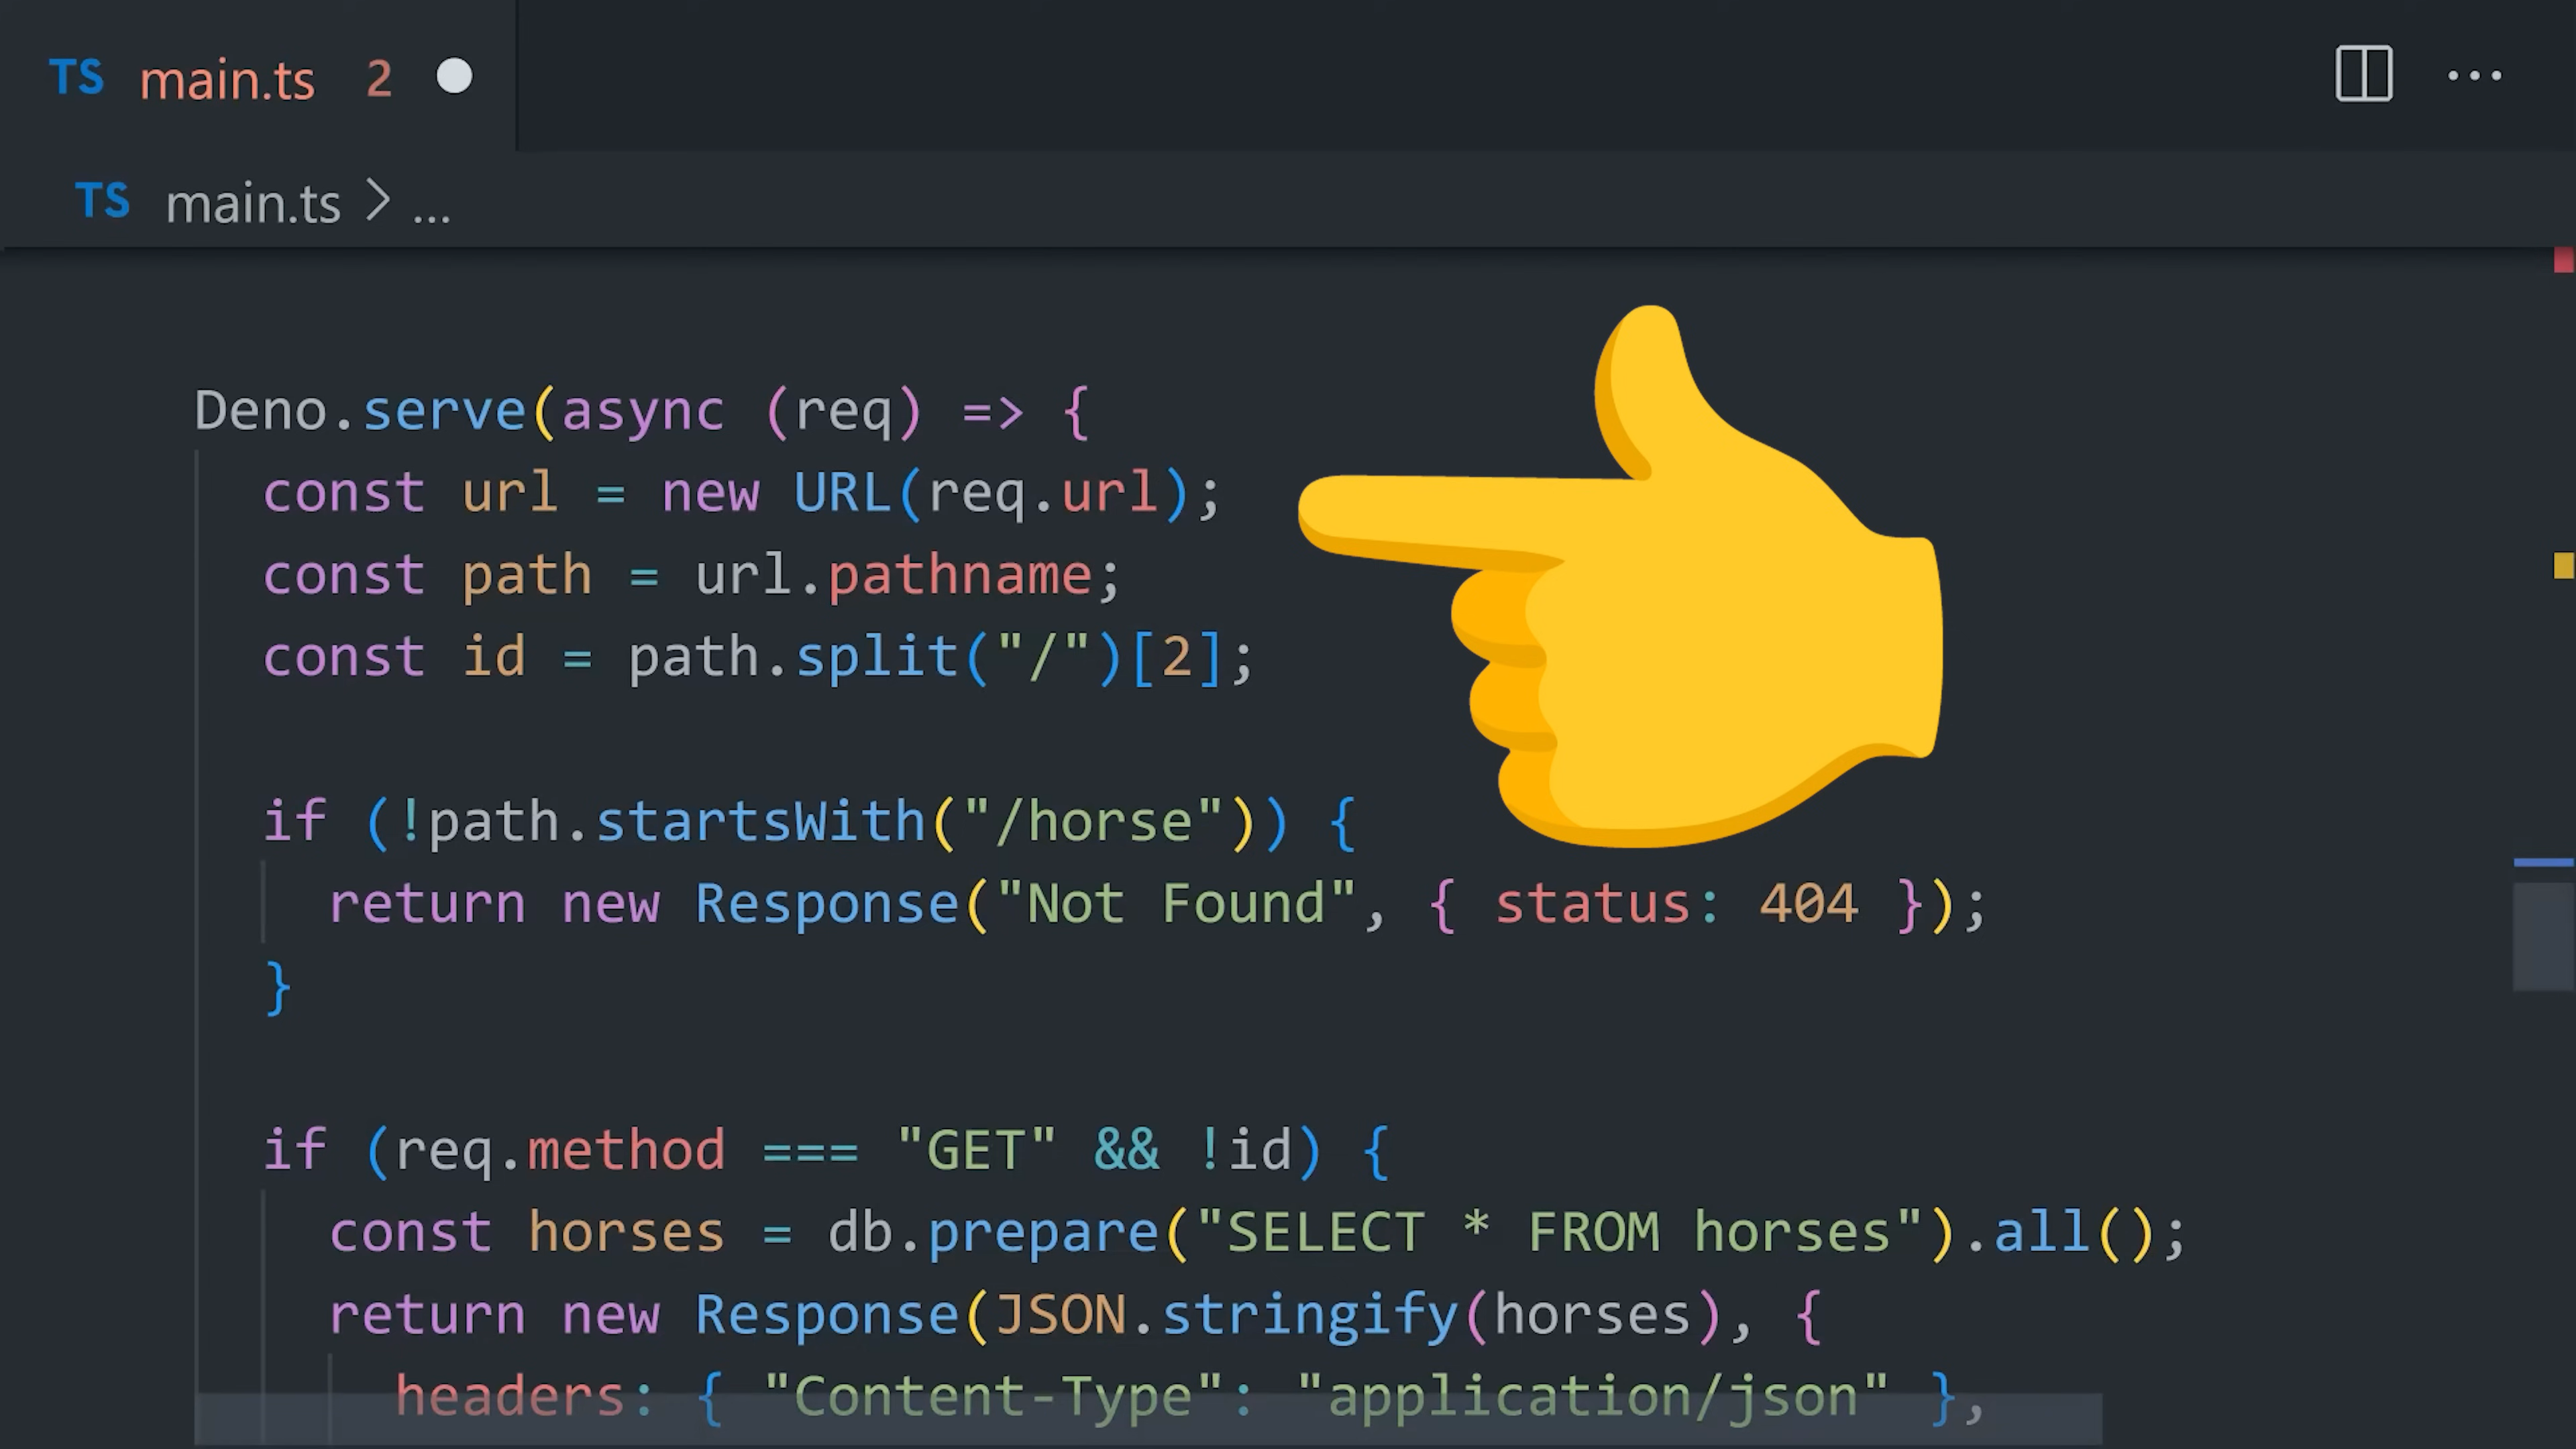 TS main.ts 2
TS main.ts > ...
Deno.serve(async (req) => {
const url = new URL(req.url);
const path = url.pathname;
const id = path.split("/")[2];
if (!path.startsWith("/horse")) {
return new Response("Not Found", { status: 404 });
}
if (req.method === "GET" && !id) {
const horses = db.prepare("SELECT * FROM horses").all();
return new Response(JSON.stringify(horses), {
headers: { "Content-Type": "application/json" },